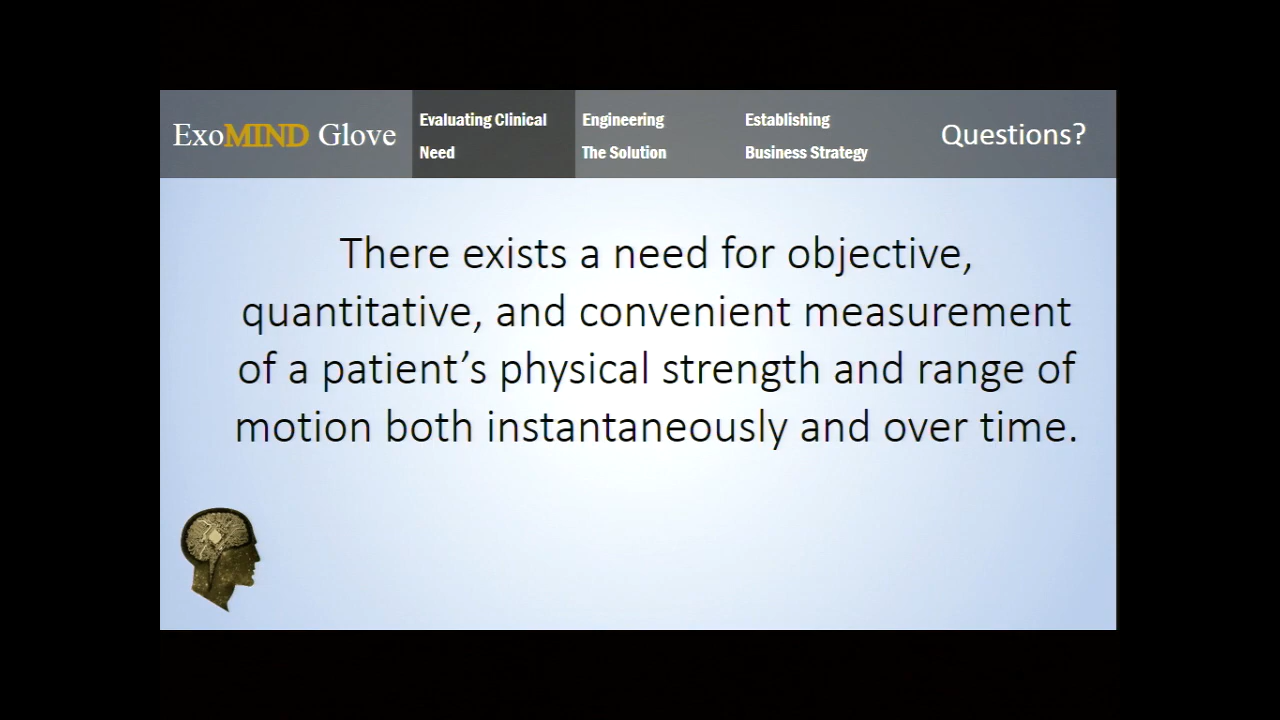 ExoMIND Glove
Evaluating Clinical
Need
Engineering
The Solution
Establishing
Business Strategy
Questions?
There exists a need for objective,
quantitative, and convenient measurement
of a patient’s physical strength and range of
motion both instantaneously and over time.